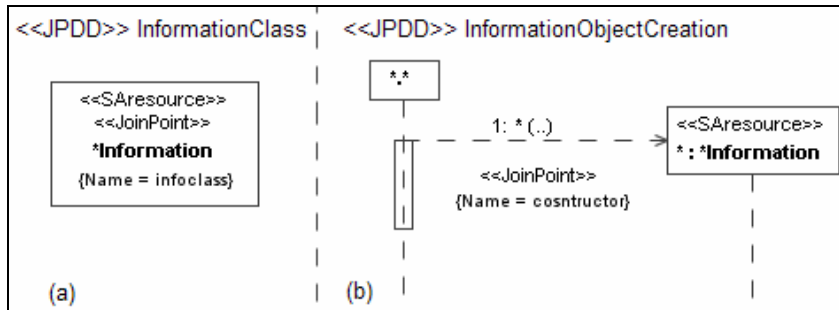 <<JPDD>> InformationClass
<<SAresource>>
<<JoinPoint>>
*Information
{Name = infoclass}
(a)
<<JPDD>> InformationObjectCreation
*.*
1: * (..)
<<JoinPoint>>
{Name = cosntructor}
<<SAresource>>
* : *Information
(b)